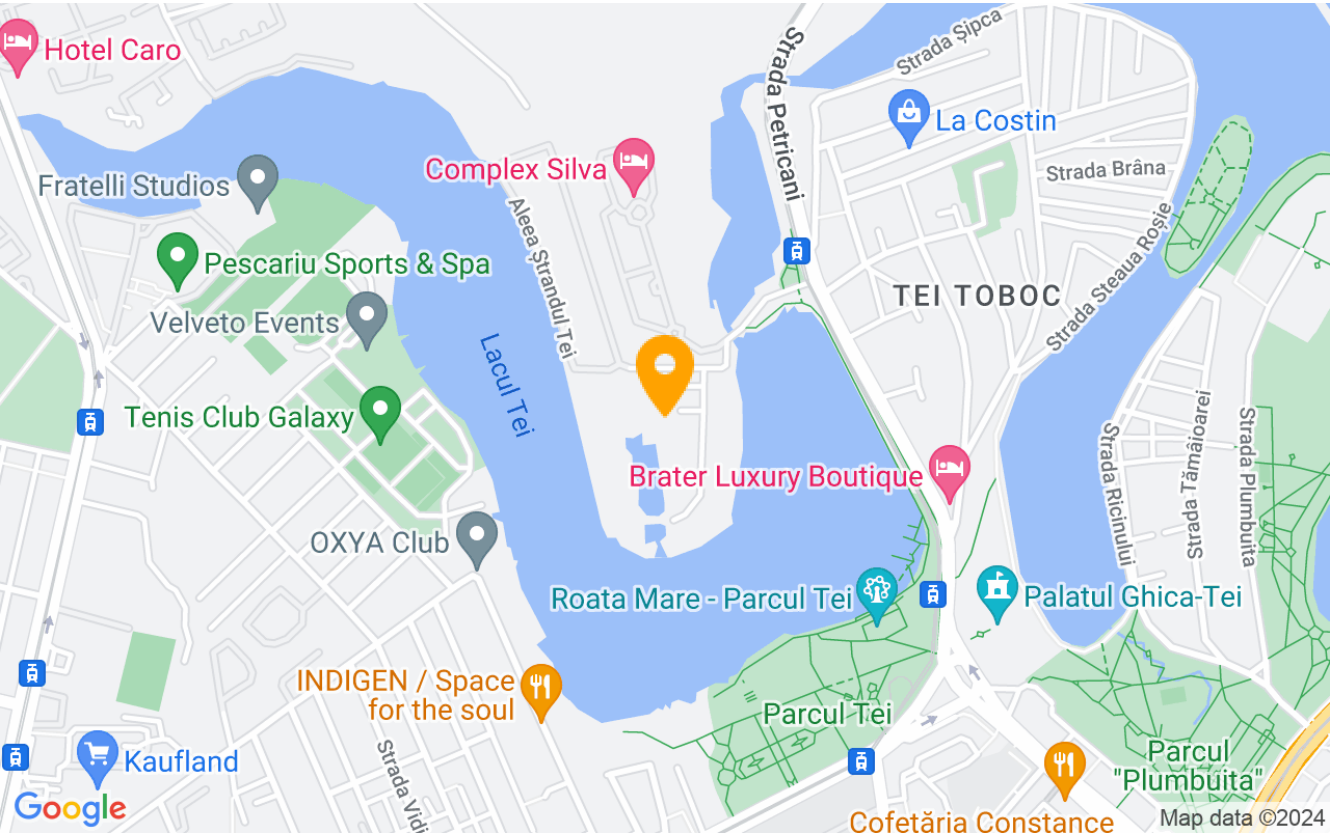 Hotel Caro
Strada Șipca
Strada Petricani
La Costin
Complex Silva
Strada Brâna
Fratelli Studios
Aleea Ștrandul Tei
Strada Steaua Roșie
Pescariu Sports & Spa
TEI TOBOC
Velveto Events
Lacul Tei
Tenis Club Galaxy
Strada Ricinului
Strada Tămâioarei
Strada Plumbuita
Brater Luxury Boutique
OXYA Club
Roata Mare - Parcul Tei
Palatul Ghica-Tei
INDIGEN / Space
for the soul
Parcul Tei
Strada Vidi
Kaufland
Parcul
"Plumbuita"
Google
Cofetăria Constance
Map data ©2024